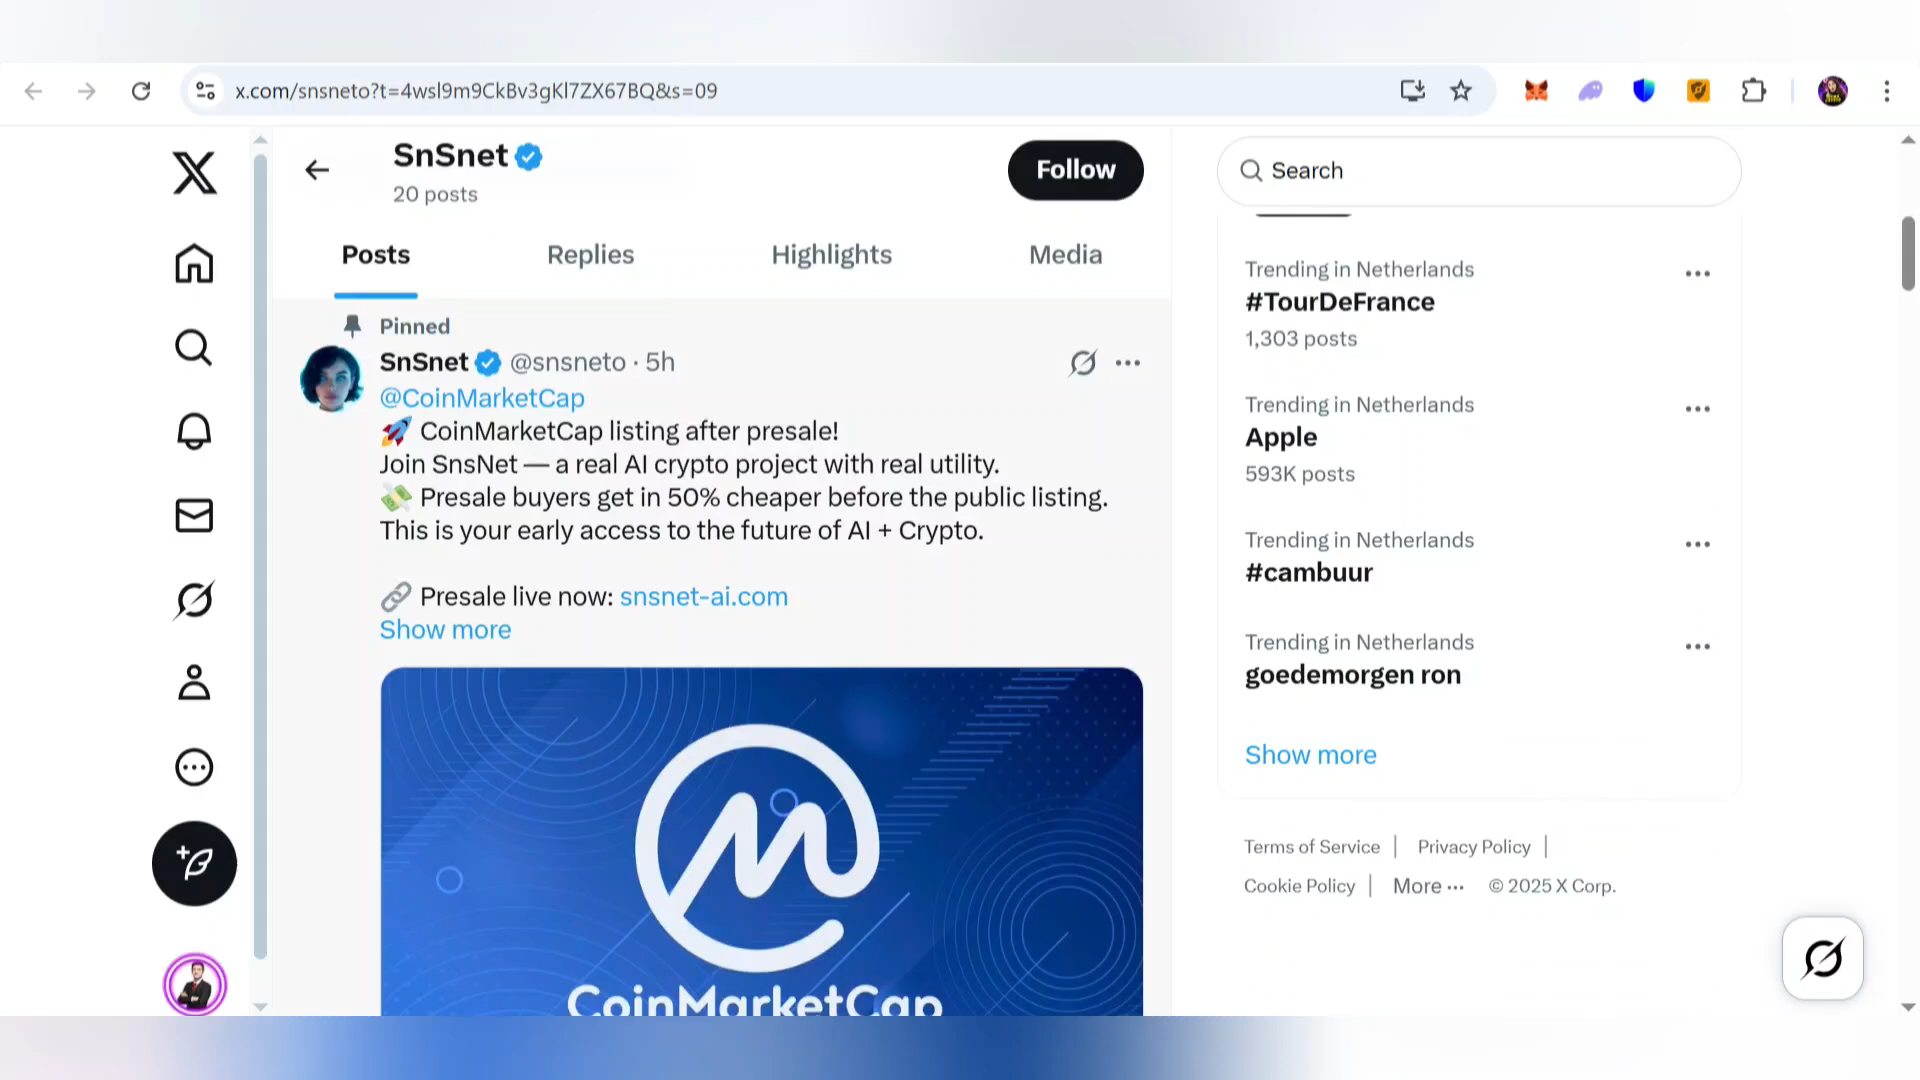 x.com/snsneto?t=4wsl9m9CkBv3gKl7ZX67BQ&s=09
SnSnet
20 posts
Follow
Search
Posts
Replies
Highlights
Media
Pinned
SnSnet @snsneto · 5h
@CoinMarketCap
🚀 CoinMarketCap listing after presale!
Join SnsNet — a real AI crypto project with real utility.
💸 Presale buyers get in 50% cheaper before the public listing.
This is your early access to the future of AI + Crypto.
🔗 Presale live now: snsnet-ai.com
Show more
CoinMarketCap
Trending in Netherlands
#TourDeFrance
1,303 posts
Trending in Netherlands
Apple
593K posts
Trending in Netherlands
#cambuur
Trending in Netherlands
goedemorgen ron
Show more
Terms of Service | Privacy Policy |
Cookie Policy | More ··· © 2025 X Corp.